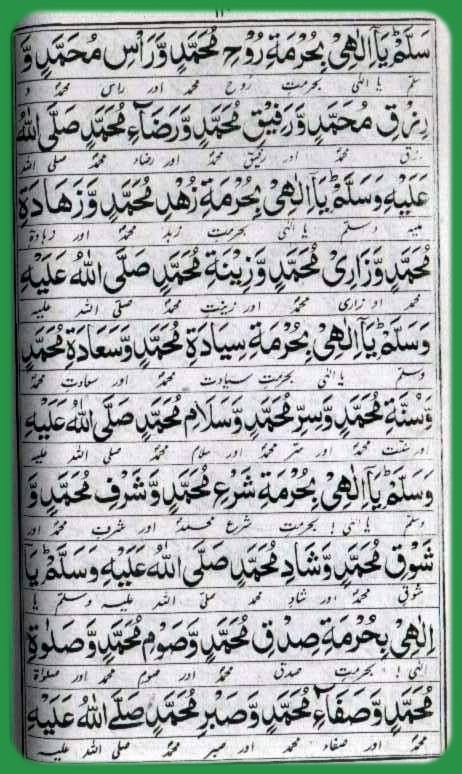 سَلَّمْ يَآ اِلٰهِیْ بِحُرْمَةِ رُوْحِ مُحَمَّدٍ وَّرَأْسِ مُحَمَّدٍ وَّ
سلم یا الٰہی بحرمت روح محمدؐ اور راس محمدؐ و
رِزْقِ مُحَمَّدٍ وَّرَفِیْقِ مُحَمَّدٍ وَّرَضَآءِ مُحَمَّدٍ صَلَّی اللهُ
رزق محمدؐ اور رفیق محمدؐ اور رضاء محمدؐ صلی اللہ
عَلَیْهِ وَسَلَّمْ یَآ اِلٰهِیْ بِحُرْمَةِ زُهْدِ مُحَمَّدٍ وَّزَهَادَةِ
علیہ وسلم یا الٰہی بحرمت زہد محمدؐ اور زہادۃ
مُحَمَّدٍ وَّزَارِیْ مُحَمَّدٍ وَّزِیْنَةِ مُحَمَّدٍ صَلَّی اللهُ عَلَیْهِ
محمدؐ او زاری محمدؐ اور زینت محمدؐ صلی اللہ علیہ
وَسَلَّمْ یَآ اِلٰهِیْ بِحُرْمَةِ سِیَادَةِ مُحَمَّدٍ وَّسَعَادَةِ مُحَمَّدٍ
وسلم یا الٰہی بحرمت سیادت محمدؐ اور سعادت محمدؐ
وَّسُنَّةِ مُحَمَّدٍ وَّسِرِّ مُحَمَّدٍ وَّسَلَامِ مُحَمَّدٍ صَلَّی اللهُ عَلَیْهِ
اور سنت محمدؐ اور سر محمدؐ اور سلام محمدؐ صلی اللہ علیہ
وَسَلَّمْ یَآ اِلٰهِیْ بِحُرْمَةِ شَرْعِ مُحَمَّدٍ وَّشَرَفِ مُحَمَّدٍ وَّ
وسلم یا الٰہی ! بحرمت شرع محمدؐ اور شرف محمدؐ اور
شَوْقِ مُحَمَّدٍ وَّشَادِ مُحَمَّدٍ صَلَّی اللهُ عَلَیْهِ وَسَلَّمْ یَآ
شوق محمدؐ اور شاد محمد صلی اللہ علیہ وسلم یا
اِلٰهِیْ بِحُرْمَةِ صِدْقِ مُحَمَّدٍ وَّصَوْمِ مُحَمَّدٍ وَّصَلٰوةِ
الٰہی ! بحرمت صدق محمدؐ اور صوم محمدؐ اور صلوٰۃ
مُحَمَّدٍ وَّصَفَآءِ مُحَمَّدٍ وَّصَبْرِ مُحَمَّدٍ صَلَّے اللهُ عَلَیْهِ
محمدؐ اور صفاء محمدؐ اور صبر محمدؐ صلی اللہ علیہ